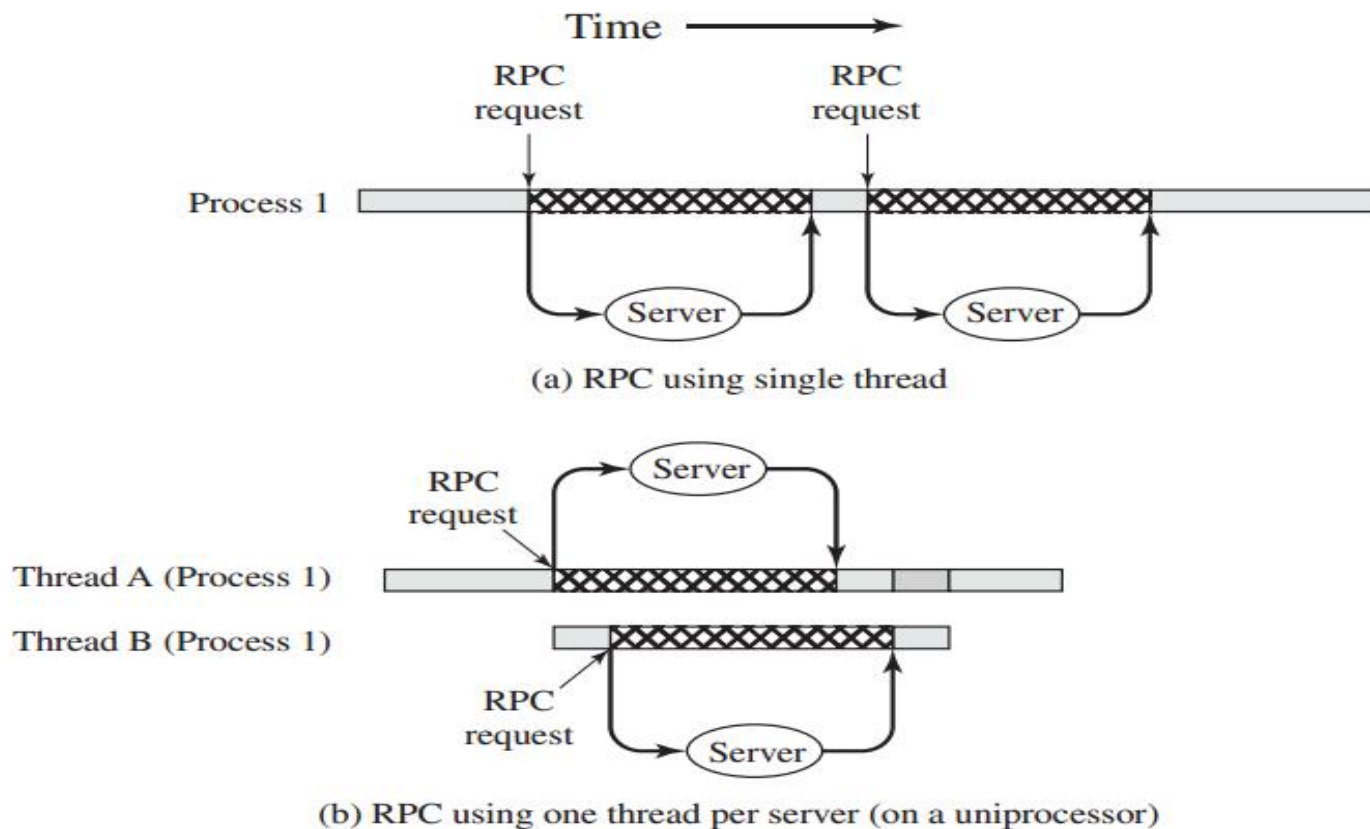 Time
RPC
request
RPC
request
Process 1
Server
Server
(a) RPC using single thread
Server
RPC
request
Thread A (Process 1)
Thread B (Process 1)
RPC
request
Server
(b) RPC using one thread per server (on a uniprocessor)